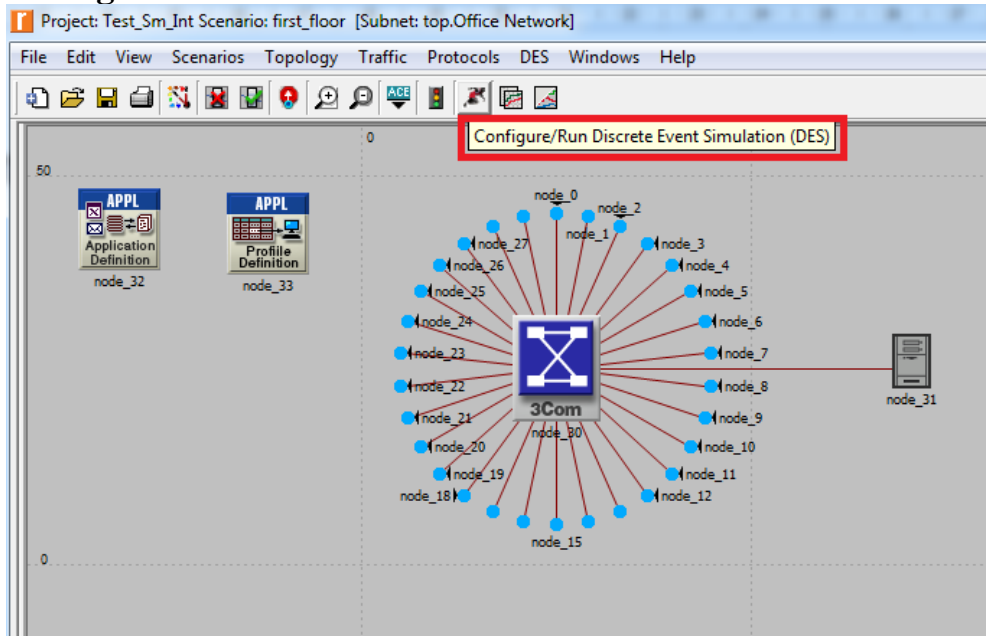 Project: Test_Sm_Int Scenario: first_floor [Subnet: top.Office Network]
File Edit View Scenarios Topology Traffic Protocols DES Windows Help
ACE
Configure/Run Discrete Event Simulation (DES)
0
50
APPL
Application
Definition
node_32
APPL
Profiile
Definition
node_33
node_0
node_2
node_1
node_27
node_3
node_26
node_4
node_25
node_5
node_24
node_6
node_23
node_7
node_22
node_8
node_31
node_21
node_9
3Com
node_30
node_20
node_10
node_19
node_11
node_18
node_12
node_15
0